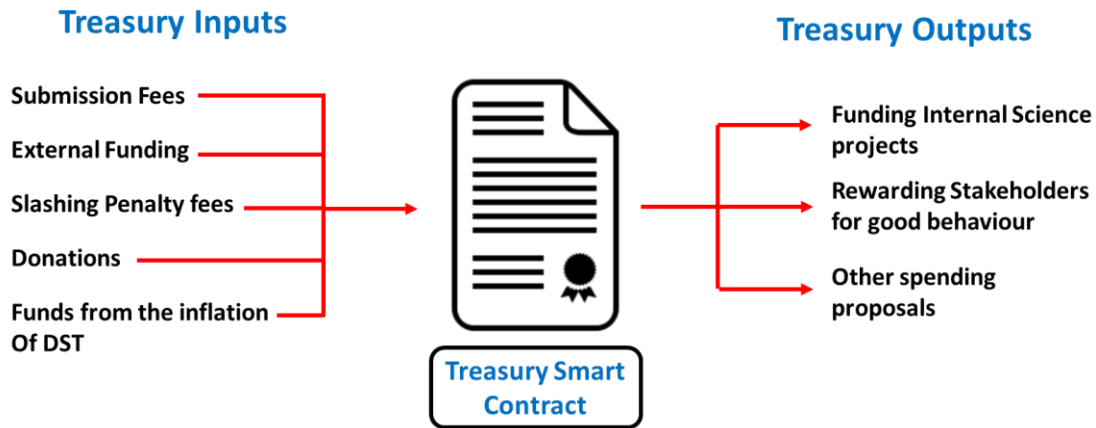 Treasury Inputs
Submission Fees
External Funding
Slashing Penalty fees
Donations
Funds from the inflation
Of DST
Treasury Smart
Contract
Treasury Outputs
Funding Internal Science
projects
Rewarding Stakeholders
for good behaviour
Other spending
proposals